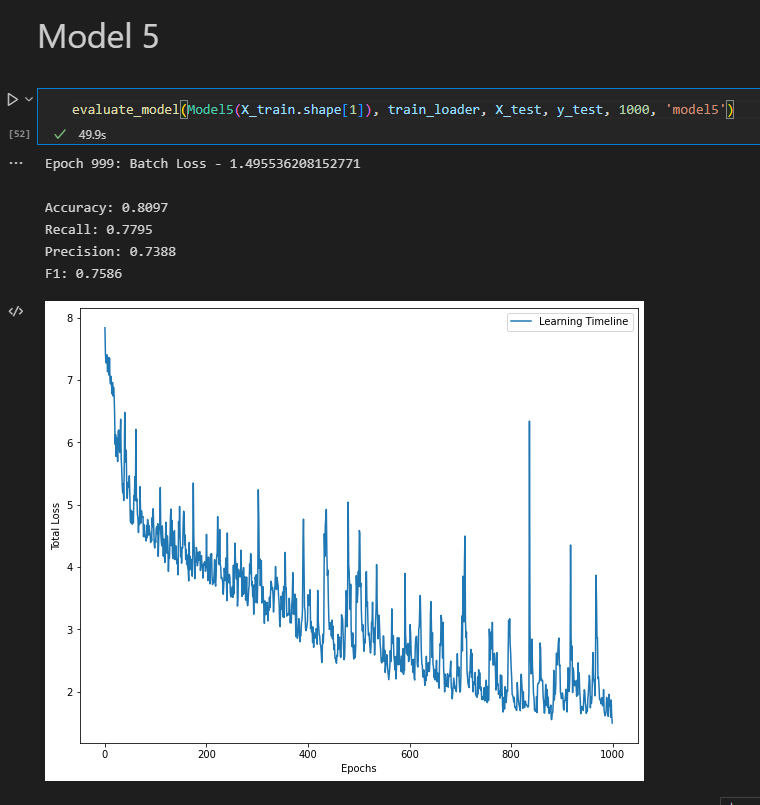 Model 5
evaluate_model(Model5(X_train.shape[1]), train_loader, X_test, y_test, 1000, 'model5')
[52]
49.9s
Epoch 999: Batch Loss - 1.495536208152771
Accuracy: 0.8097
Recall: 0.7795
Precision: 0.7388
F1: 0.7586
Learning Timeline
8
7
6
5
4
3
2
Total Loss
0
200
400
600
800
1000
Epochs